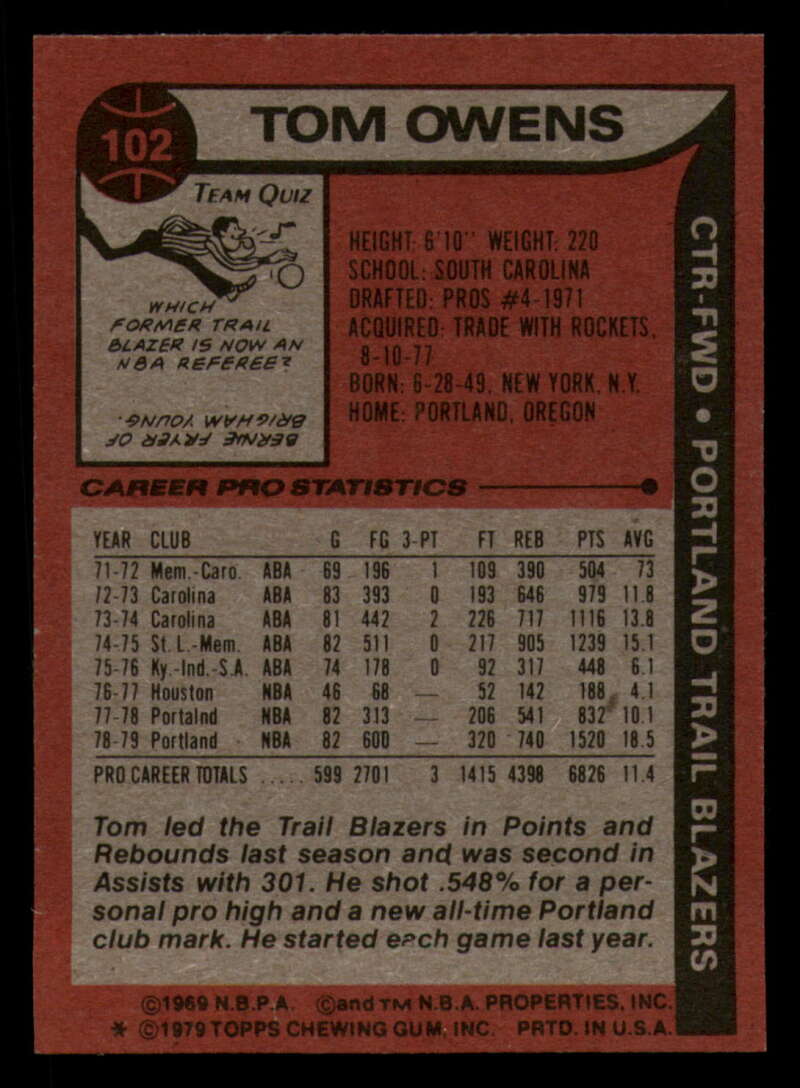 102
TOM OWENS
TEAM QUIZ
WHICH
FORMER TRAIL
BLAZER IS NOW AN
NBA REFEREE?
BERNIE FRYER OF
BRIGHAM YOUNG.
HEIGHT: 6'10" WEIGHT: 220
SCHOOL: SOUTH CAROLINA
DRAFTED: PROS #4-1971
ACQUIRED: TRADE WITH ROCKETS,
8-10-77
BORN: 6-28-49, NEW YORK, N.Y.
HOME: PORTLAND, OREGON
CTR-FWD • PORTLAND TRAIL BLAZERS
CAREER PRO STATISTICS
YEAR CLUB G FG 3-PT FT REB PTS AVG
71-72 Mem.-Caro. ABA 69 196 1 109 390 504 73
72-73 Carolina ABA 83 393 0 193 646 979 11.8
73-74 Carolina ABA 81 442 2 226 717 1116 13.8
74-75 St. L.-Mem. ABA 82 511 0 217 905 1239 15.1
75-76 Ky.-Ind.-S.A. ABA 74 178 0 92 317 448 6.1
76-77 Houston NBA 46 68 — 52 142 188 4.1
77-78 Portalnd NBA 82 313 — 206 541 832 10.1
78-79 Portland NBA 82 600 — 320 740 1520 18.5
PRO CAREER TOTALS ..... 599 2701 3 1415 4398 6826 11.4
Tom led the Trail Blazers in Points and
Rebounds last season and was second in
Assists with 301. He shot .548% for a per-
sonal pro high and a new all-time Portland
club mark. He started each game last year.
©1969 N.B.P.A. ©and TM N.B.A. PROPERTIES, INC.
* ©1979 TOPPS CHEWING GUM, INC. PRTD. IN U.S.A.